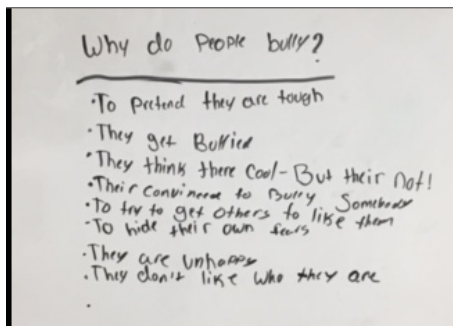 Why do people bully?
·To pretend they are tough
·They get Bullied
·They think there Cool- But their not!
·Their convinced to Bully Somebody
·To try to get others to like them
·To hide their own fears
·They are unhappy
·They don't like who they are
·